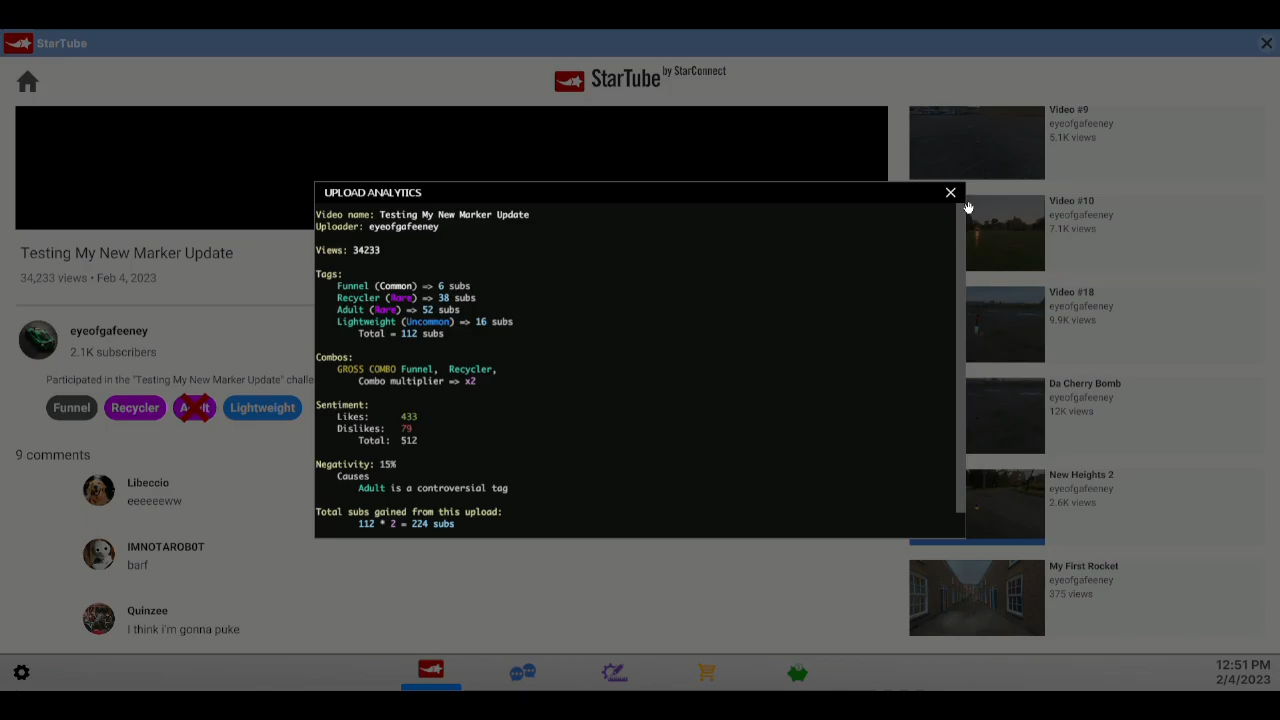 StarTube
StarTube by StarConnect
Testing My New Marker Update
34,233 views • Feb 4, 2023
eyeofgafeeney
2.1K subscribers
Participated in the "Testing My New Marker Update" challe
Funnel Recycler Lightweight
9 comments
Libeccio
eeeeeeww
IMNOTAROB0T
barf
Quinzee
I think i'm gonna puke
UPLOAD ANALYTICS
Video name: Testing My New Marker Update
Uploader: eyeofgafeeney
Views: 34233
Tags:
Funnel (Common) => 6 subs
Recycler (Rare) => 38 subs
Adult (Rare) => 52 subs
Lightweight (Uncommon) => 16 subs
Total = 112 subs
Combos:
GROSS COMBO Funnel, Recycler,
Combo multiplier => x2
Sentiment:
Likes: 433
Dislikes: 79
Total: 512
Negativity: 15%
Causes
Adult is a controversial tag
Total subs gained from this upload:
112 * 2 = 224 subs
Video #9
eyeofgafeeney
5.1K views
Video #10
eyeofgafeeney
7.1K views
Video #18
eyeofgafeeney
9.9K views
Da Cherry Bomb
eyeofgafeeney
12K views
New Heights 2
eyeofgafeeney
2.6K views
My First Rocket
eyeofgafeeney
375 views
12:51 PM
2/4/2023